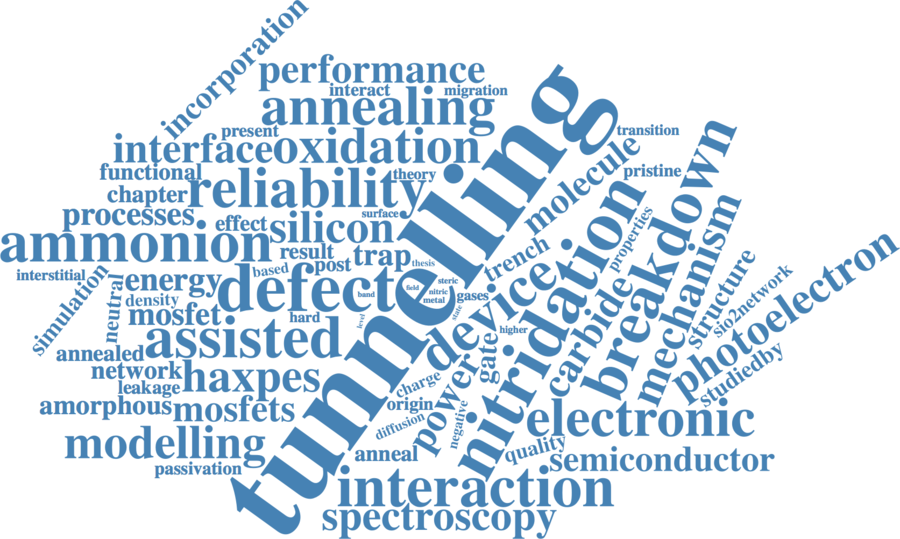 incorporation
performance
interact
migration
annealing
present
transition
interface
oxidation
tunnelling
molecule
breakdown
functional
theory
pristine
chapter
reliability
processes
effect
silicon
surface
nitridation
properties
mechanism
ammonion
result
trap
thesis
trench
structure
photoelectron
interstitial
simulation
neutral
energy
based
post
defect
band
field
steric
nitric
metal
gases
device
carbide
sio2network
density
mosfet
hard
level
state
higher
gate
studiedby
annealed
assisted
network
leakage
haxpes
charge
power
amorphous
mosfets
origin
diffusion
negative
electronic
modelling
anneal
quality
semiconductor
passivation
interaction
spectroscopy